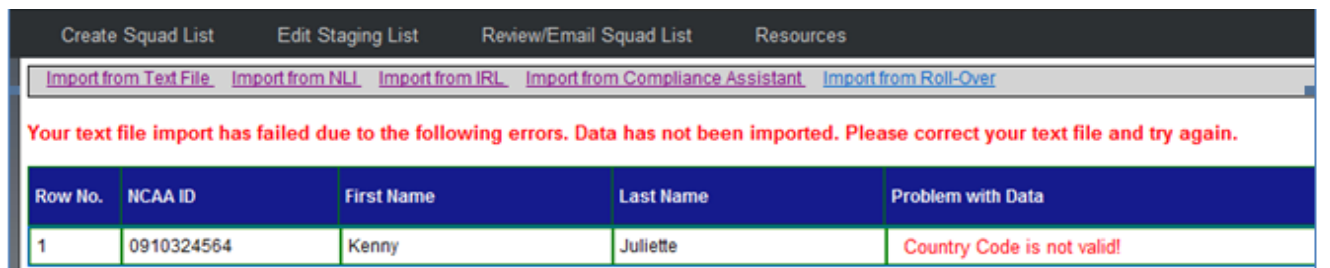 Create Squad List Edit Staging List Review/Email Squad List Resources
Import from Text File Import from NLI Import from IRL Import from Compliance Assistant Import from Roll-Over
Your text file import has failed due to the following errors. Data has not been imported. Please correct your text file and try again.
Row No. NCAA ID First Name Last Name Problem with Data
1 0910324564 Kenny Juliette Country Code is not valid!